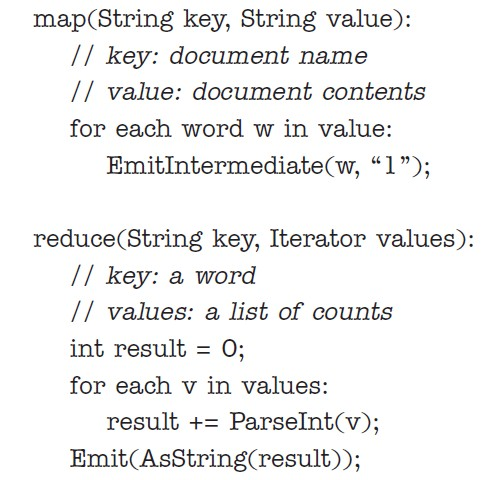 map(String key, String value):
// key: document name
// value: document contents
for each word w in value:
EmitIntermediate(w, “1”);
reduce(String key, Iterator values):
// key: a word
// values: a list of counts
int result = 0;
for each v in values:
result += ParseInt(v);
Emit(AsString(result));